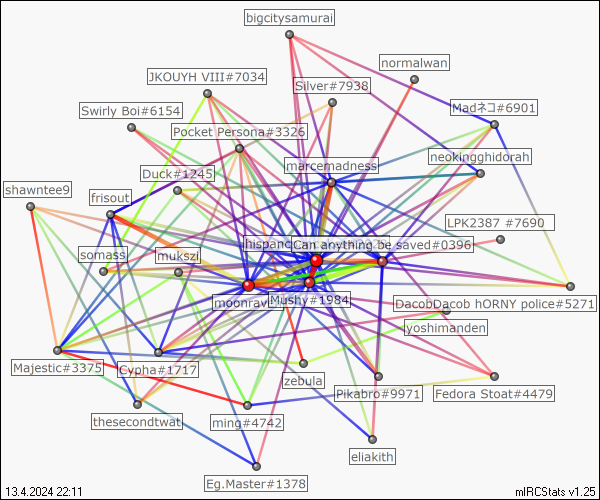 bigcitysamurai
normalwan
JKOUYH VIII#7034
Silver#7938
Swirly Boi#6154
Madネコ#6901
Pocket Persona#3326
marcemadness
neokingghidorah
Duck#1245
shawntee9
frisout
LPK2387 #7690
hispanc
Can anything be saved#0396
somass
mukszi
moonrav
Mushy#1984
DacobDacob hORNY police#5271
jyoshimanden
Majestic#3375
Cypha#1717
zebula
Pikabro#9971
Fedora Stoat#4479
thesecondtwat
ming#4742
eliakith
Eg.Master#1378
13.4.2024 22:11
mIRCStats v1.25